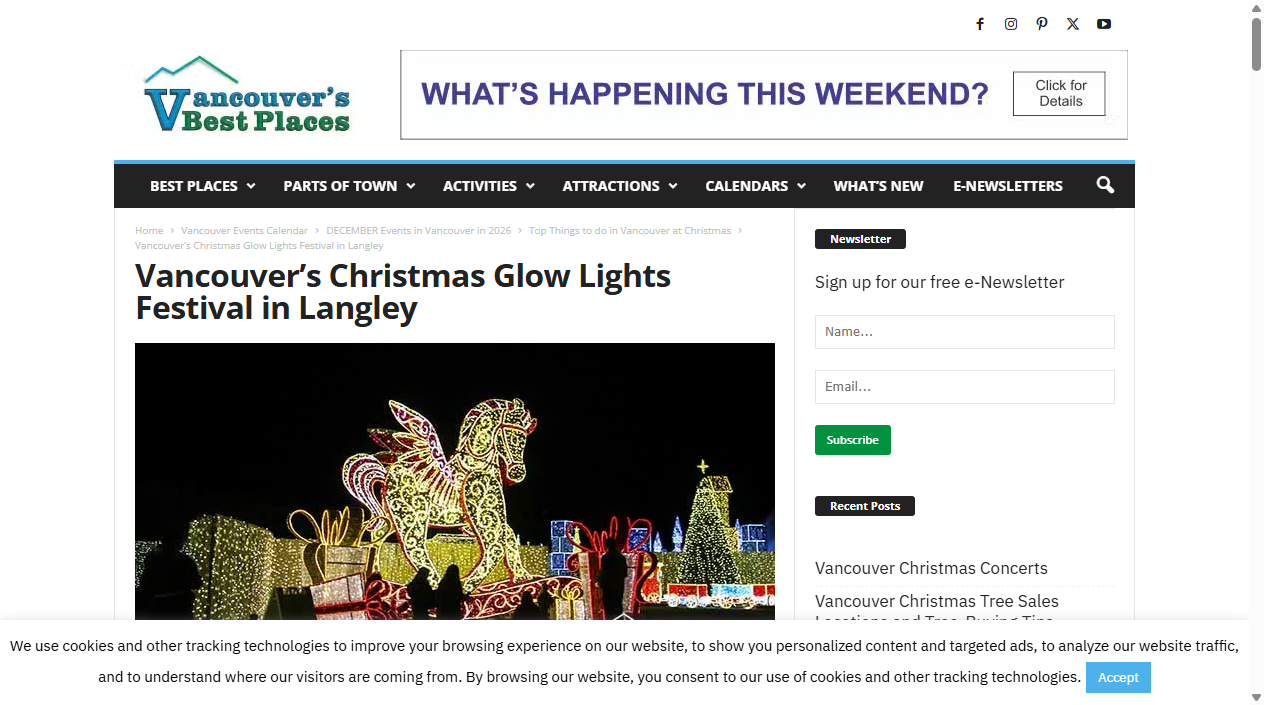 Vancouver's
Best Places
WHAT'S HAPPENING THIS WEEKEND?
Click for
Details
BEST PLACES
PARTS OF TOWN
ACTIVITIES
ATTRACTIONS
CALENDARS
WHAT'S NEW
E-NEWSLETTERS
Home › Vancouver Events Calendar › DECEMBER Events in Vancouver in 2026 › Top Things to do in Vancouver at Christmas ›
Vancouver's Christmas Glow Lights Festival in Langley
Vancouver's Christmas Glow Lights
Festival in Langley
Newsletter
Sign up for our free e-Newsletter
Name...
Email...
Subscribe
Recent Posts
Vancouver Christmas Concerts
Vancouver Christmas Tree Sales
Locations and Tree-Buying Tips
We use cookies and other tracking technologies to improve your browsing experience on our website, to show you personalized content and targeted ads, to analyze our website traffic,
and to understand where our visitors are coming from. By browsing our website, you consent to our use of cookies and other tracking technologies. Accept